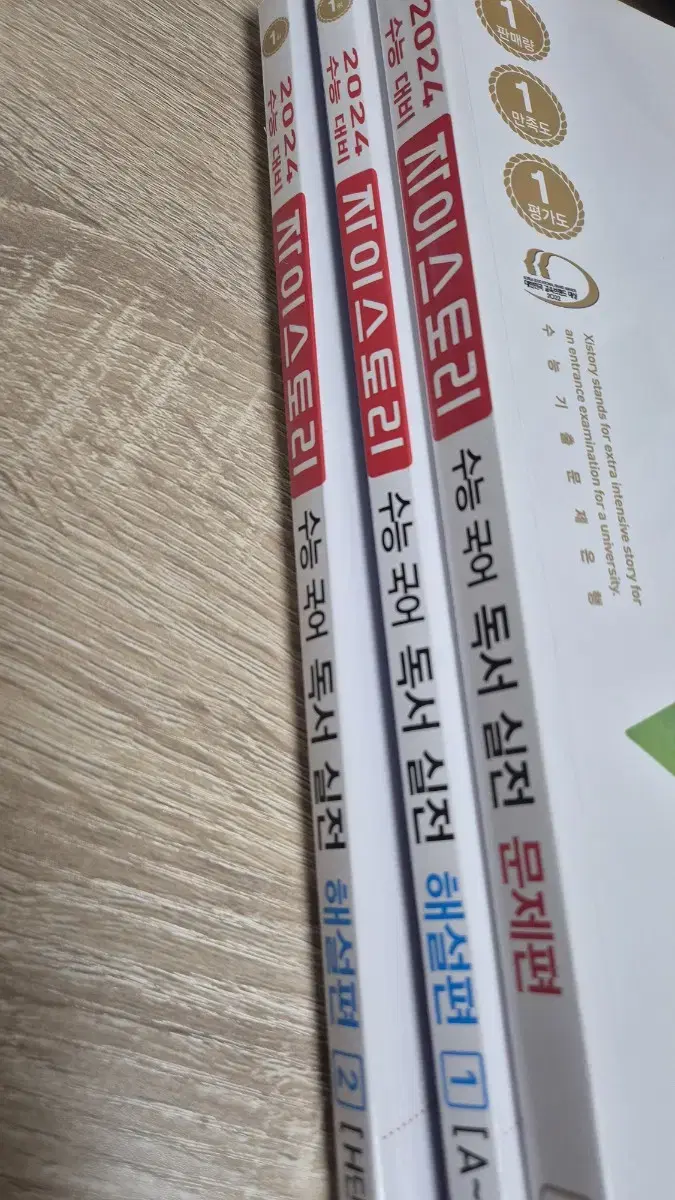 1위
2024
수능 대비
자이스토리
수능 국어 독서 실전
해설편
2
1위
2024
수능 대비
자이스토리
수능 국어 독서 실전
해설편
1
[A~
2024
수능 대비
자이스토리
수능 국어 독서 실전
문제편
1
판매량
1
만족도
1
평가도
2022
Xistory stands for extra intensive story for
an entrance examination for a university.
수능기출문제은행